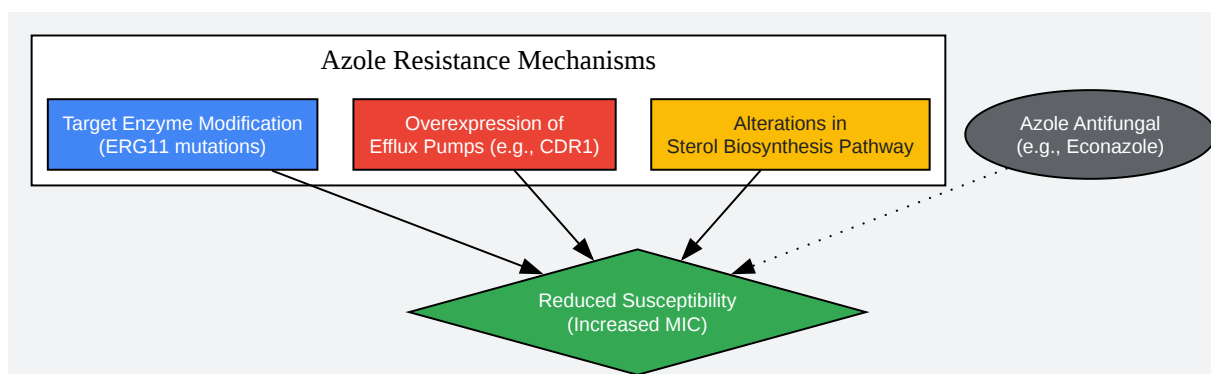 Azole Resistance Mechanisms
Target Enzyme Modification
(ERG11 mutations)
Overexpression of
Efflux Pumps (e.g., CDR1)
Alterations in
Sterol Biosynthesis Pathway
Azole Antifungal
(e.g., Econazole)
Reduced Susceptibility
(Increased MIC)